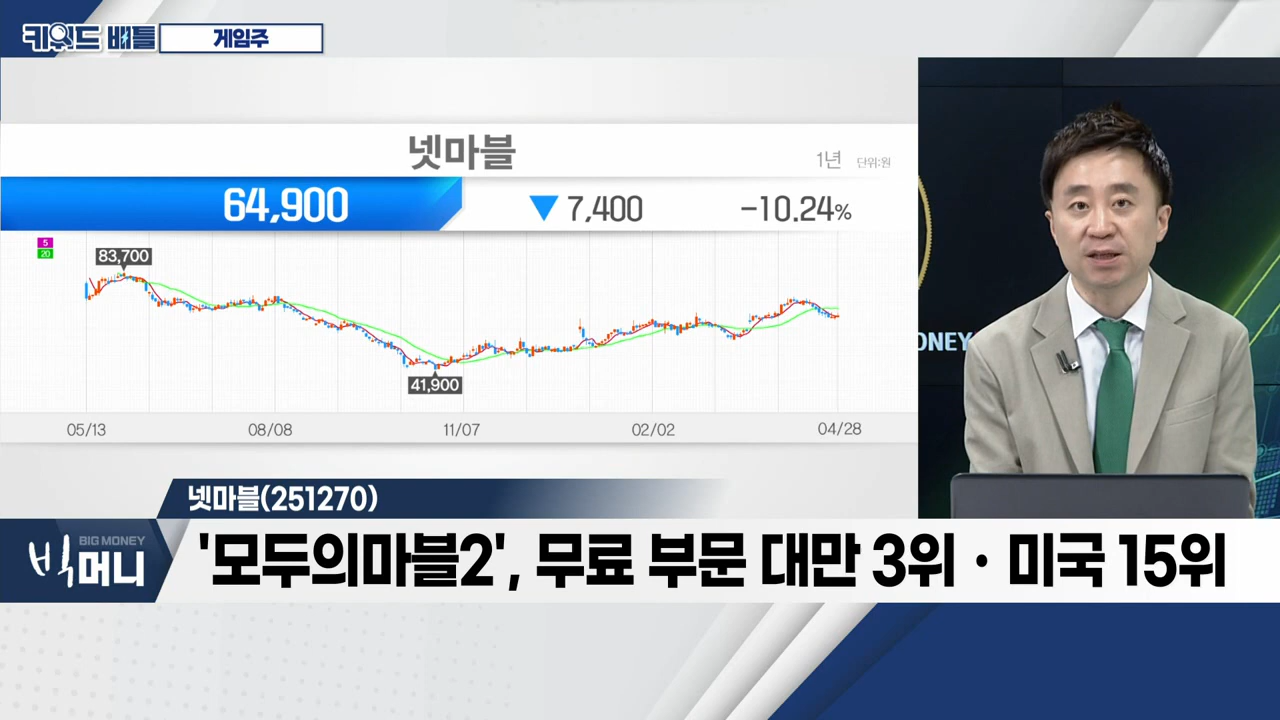 키워드 배틀 게임주
넷마블
1년 단위:원
64,900 ▼ 7,400 -10.24%
5
20
83,700
41,900
05/13 08/08 11/07 02/02 04/28
ONEY
넷마블(251270)
BIG MONEY
빅머니
'모두의마블2', 무료 부문 대만 3위·미국 15위